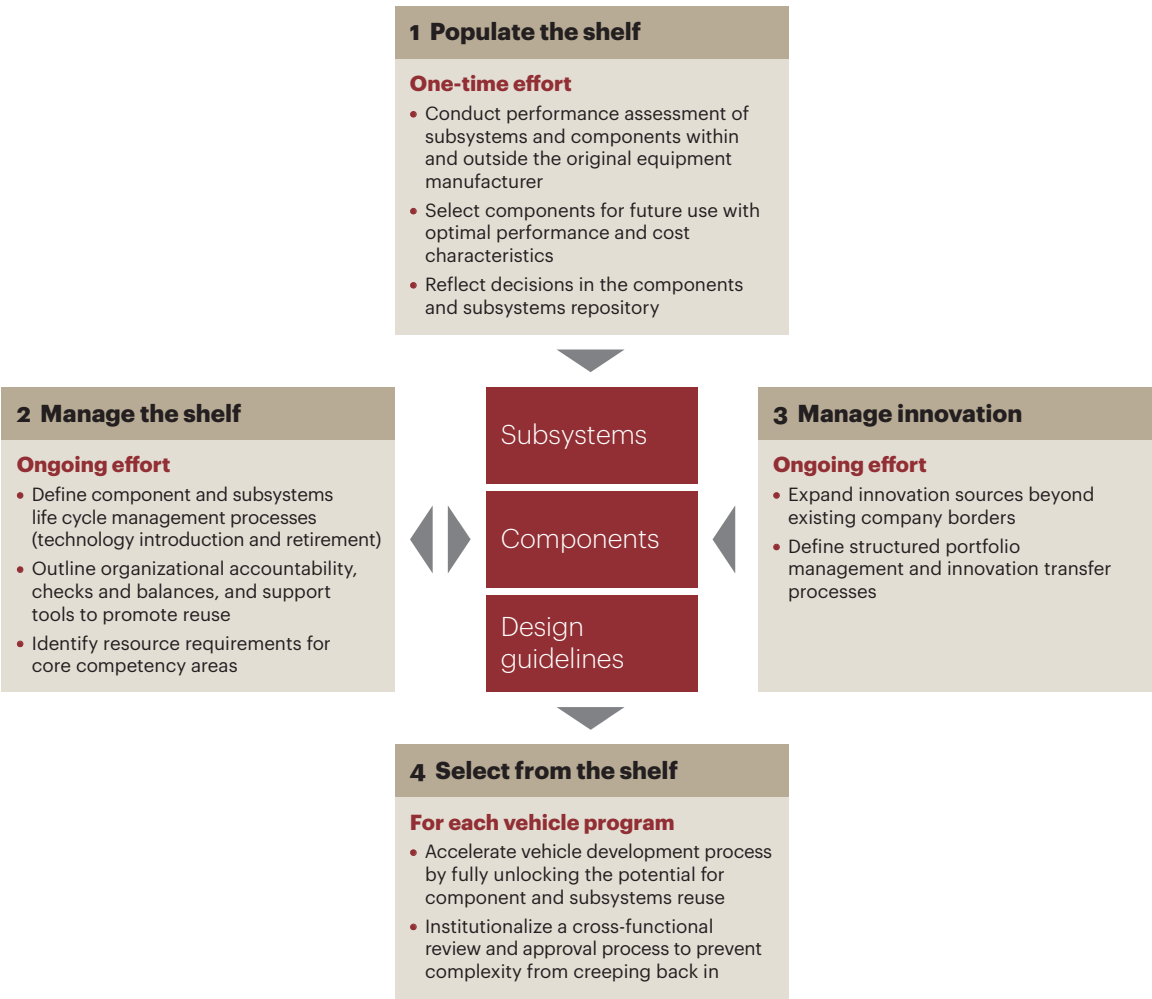 1 Populate the shelf
One-time effort
• Conduct performance assessment of
subsystems and components within
and outside the original equipment
manufacturer
• Select components for future use with
optimal performance and cost
characteristics
• Reflect decisions in the components
and subsystems repository
2 Manage the shelf
Ongoing effort
• Define component and subsystems
life cycle management processes
(technology introduction and retirement)
• Outline organizational accountability,
checks and balances, and support
tools to promote reuse
• Identify resource requirements for
core competency areas
Subsystems
Components
Design
guidelines
3 Manage innovation
Ongoing effort
• Expand innovation sources beyond
existing company borders
• Define structured portfolio
management and innovation transfer
processes
4 Select from the shelf
For each vehicle program
• Accelerate vehicle development process
by fully unlocking the potential for
component and subsystems reuse
• Institutionalize a cross-functional
review and approval process to prevent
complexity from creeping back in